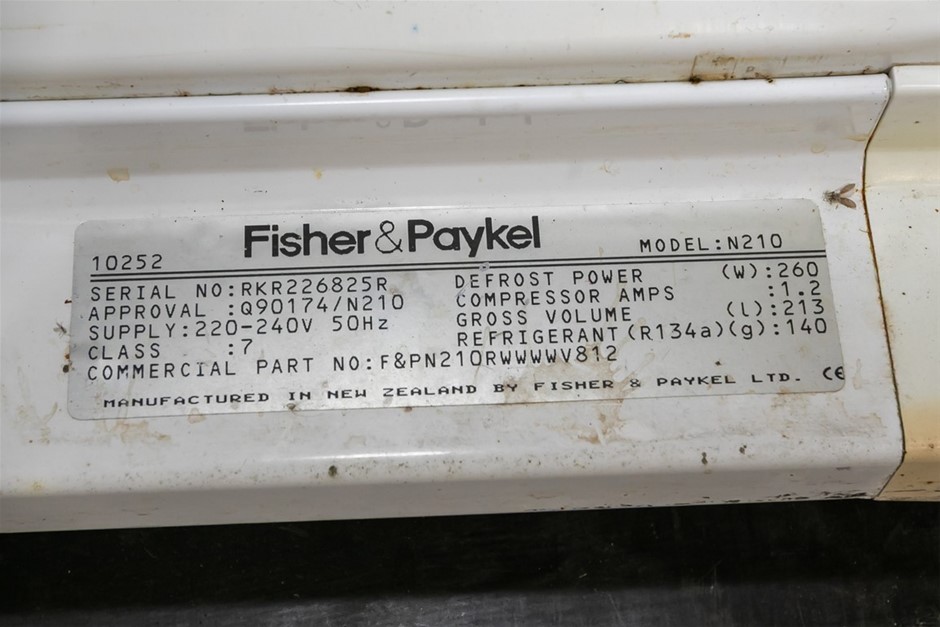 Fisher&Paykel
10252 MODEL:N210
SERIAL NO:RKR226825R DEFROST POWER (W):260
APPROVAL :Q90174/N210 COMPRESSOR AMPS :1.2
SUPPLY:220-240V 50Hz GROSS VOLUME (l):213
CLASS :7 REFRIGERANT(R134a)(g):140
COMMERCIAL PART NO:F&PN210RWWWWV812
MANUFACTURED IN NEW ZEALAND BY FISHER & PAYKEL LTD. CE